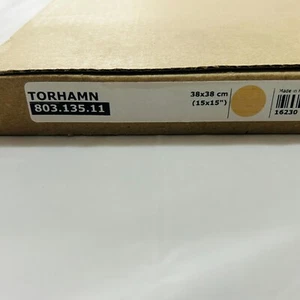 TORHAMN
803.135.11
38x38 cm
(15x15")
Made in
16230